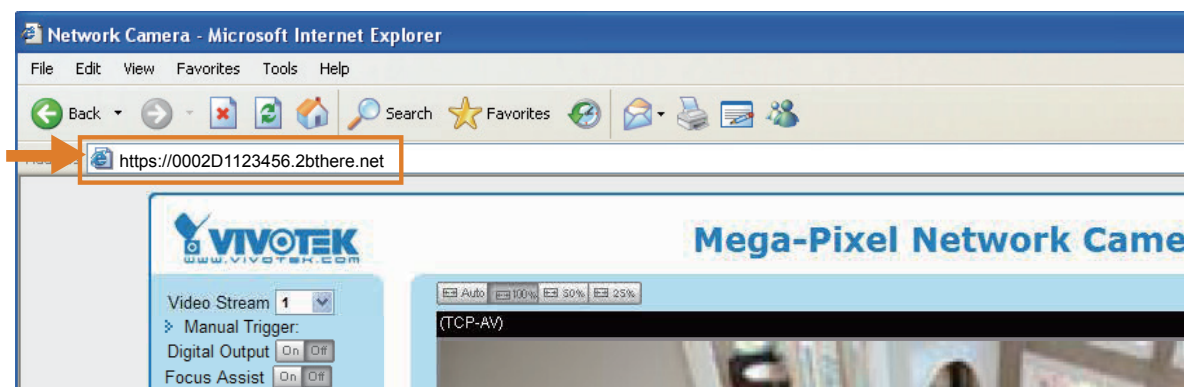 Network Camera - Microsoft Internet Explorer
File Edit View Favorites Tools Help
Back Search Favorites
https://0002D1123456.2bthere.net
VIVOTEK
www.vivotek.com
Mega-Pixel Network Came
Video Stream 1
Auto 100% 50% 25%
Manual Trigger:
(TCP-AV)
Digital Output On Off
Focus Assist On Off